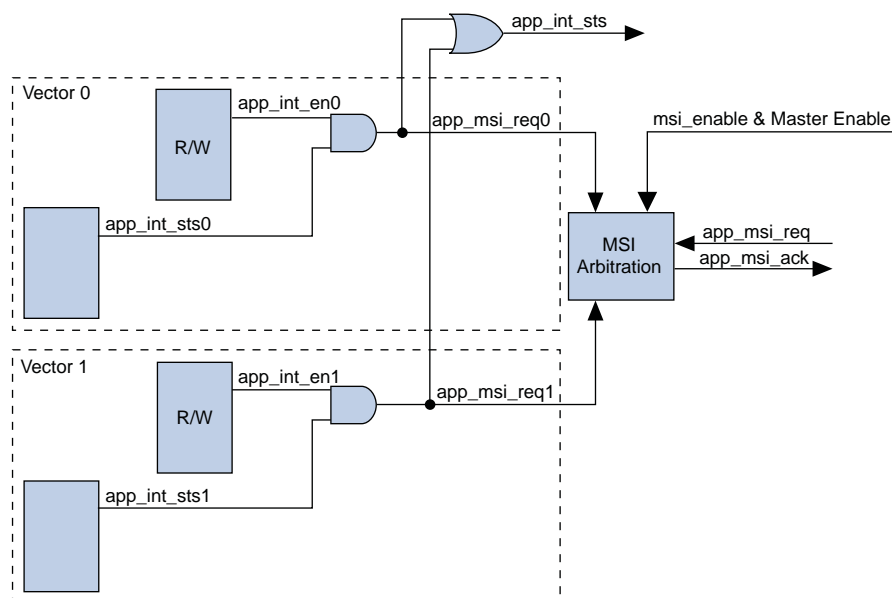 app_int_sts
Vector 0
app_int_en0
R/W
app_msi_req0
msi_enable & Master Enable
app_int_sts0
MSI
Arbitration
app_msi_req
app_msi_ack
Vector 1
app_int_en1
R/W
app_msi_req1
app_int_sts1